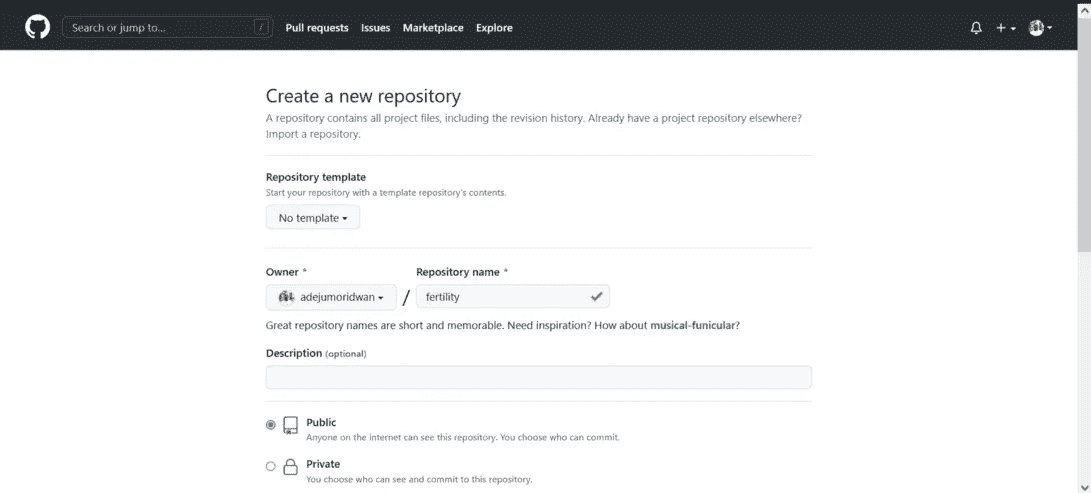 Search or jump to... /
Pull requests Issues Marketplace Explore
Create a new repository
A repository contains all project files, including the revision history. Already have a project repository elsewhere?
Import a repository.
Repository template
Start your repository with a template repository's contents.
No template
Owner * Repository name *
adejumoridwan / fertility
Great repository names are short and memorable. Need inspiration? How about musical-funicular?
Description (optional)
Public
Anyone on the internet can see this repository. You choose who can commit.
Private
You choose who can see and commit to this repository.